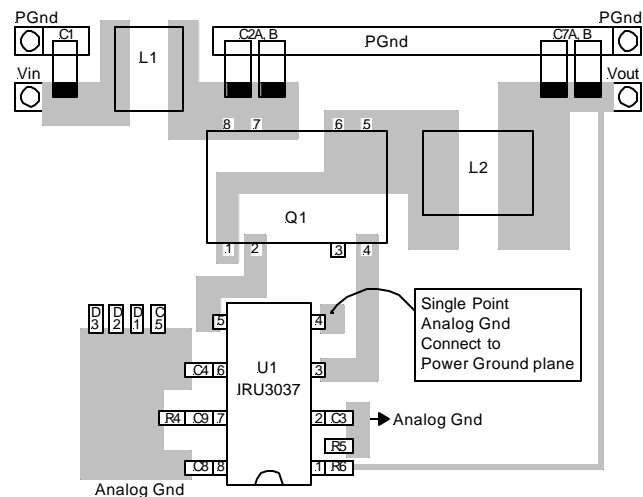 PGnd C1 C2A, B PGnd C7A, B PGnd
L1
Vin Vout
8 7 6 5
L2
Q1
1 2 3 4
D3 D2 D1 C5
5 4
Single Point
Analog Gnd
Connect to
Power Ground plane
C4 6 U1 3
IRU3037
R4 C9 7 2 C3 Analog Gnd
R5
C8 8 1 R6
Analog Gnd